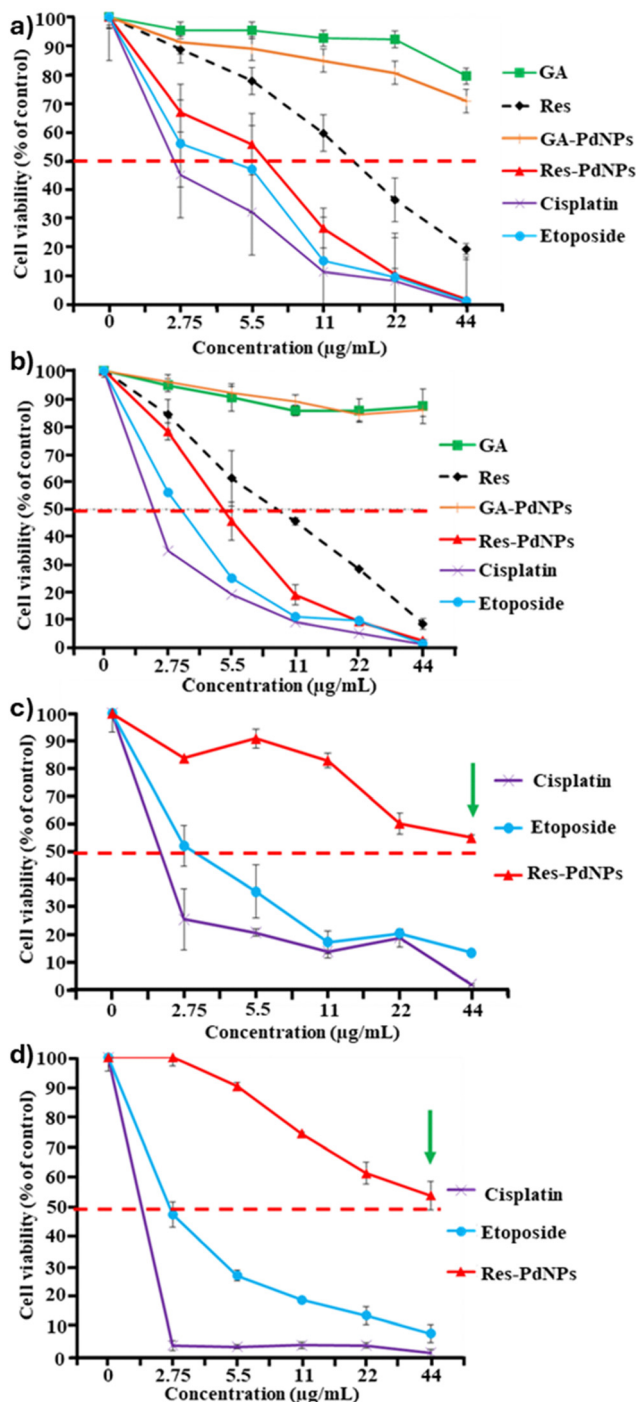 a)
Cell viability (% of control)
100
90
80
70
60
50
40
30
20
10
0
0 2.75 5.5 11 22 44
Concentration (µg/mL)
GA
Res
GA-PdNPs
Res-PdNPs
Cisplatin
Etoposide
b)
Cell viability (% of control)
100
90
80
70
60
50
40
30
20
10
0
0 2.75 5.5 11 22 44
Concentration (µg/mL)
GA
Res
GA-PdNPs
Res-PdNPs
Cisplatin
Etoposide
c)
Cell viability (% of control)
100
90
80
70
60
50
40
30
20
10
0
0 2.75 5.5 11 22 44
Concentration (µg/mL)
Cisplatin
Etoposide
Res-PdNPs
d)
Cell viability (% of control)
100
90
80
70
60
50
40
30
20
10
0
0 2.75 5.5 11 22 44
Concentration (µg/mL)
Cisplatin
Etoposide
Res-PdNPs